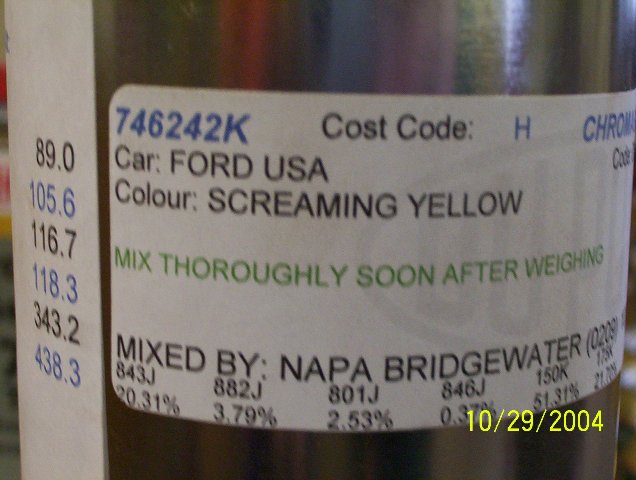 89.0
105.6
116.7
118.3
343.2
438.3
746242K Cost Code: H
Car: FORD USA
Colour: SCREAMING YELLOW
MIX THOROUGHLY SOON AFTER WEIGHING
MIXED BY: NAPA BRIDGEWATER (0209)
843J 882J 801J 846J 150K 175K
20.31% 3.79% 2.53% 51.31%
10/29/2004